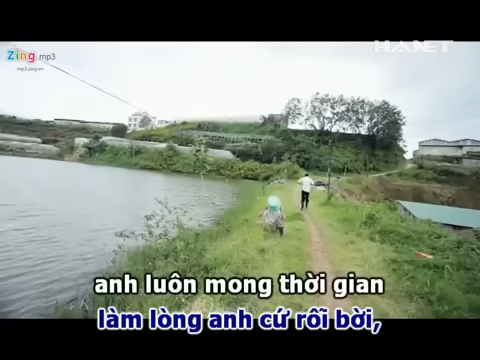 Zing mp3
mp3.zing.vn
HANET
anh luôn mong thời gian
làm lòng anh cứ rối bời,